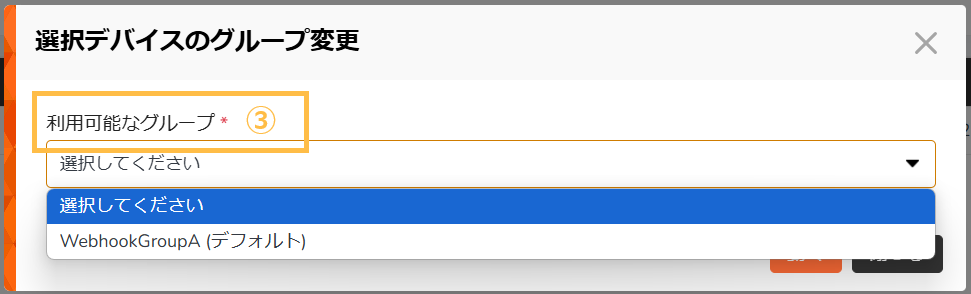 選択デバイスのグループ変更
利用可能なグループ * ③
選択してください
選択してください
WebhookGroupA (デフォルト)